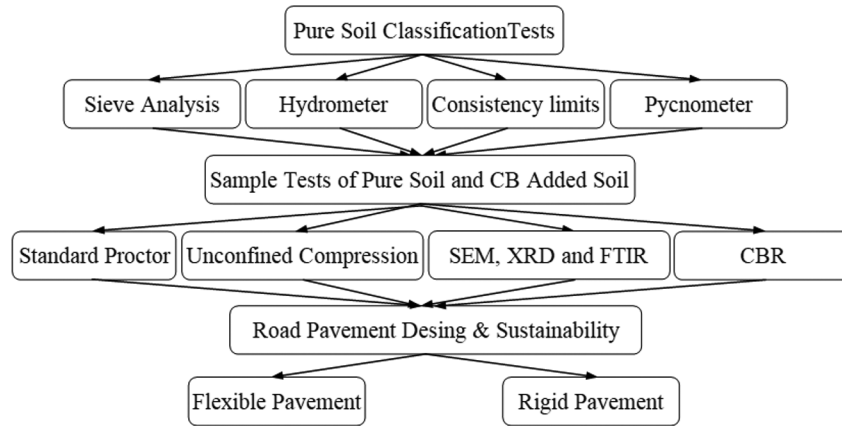 Pure Soil ClassificationTests
Sieve Analysis
Hydrometer
Consistency limits
Pycnometer
Sample Tests of Pure Soil and CB Added Soil
Standard Proctor
Unconfined Compression
SEM, XRD and FTIR
CBR
Road Pavement Desing & Sustainability
Flexible Pavement
Rigid Pavement